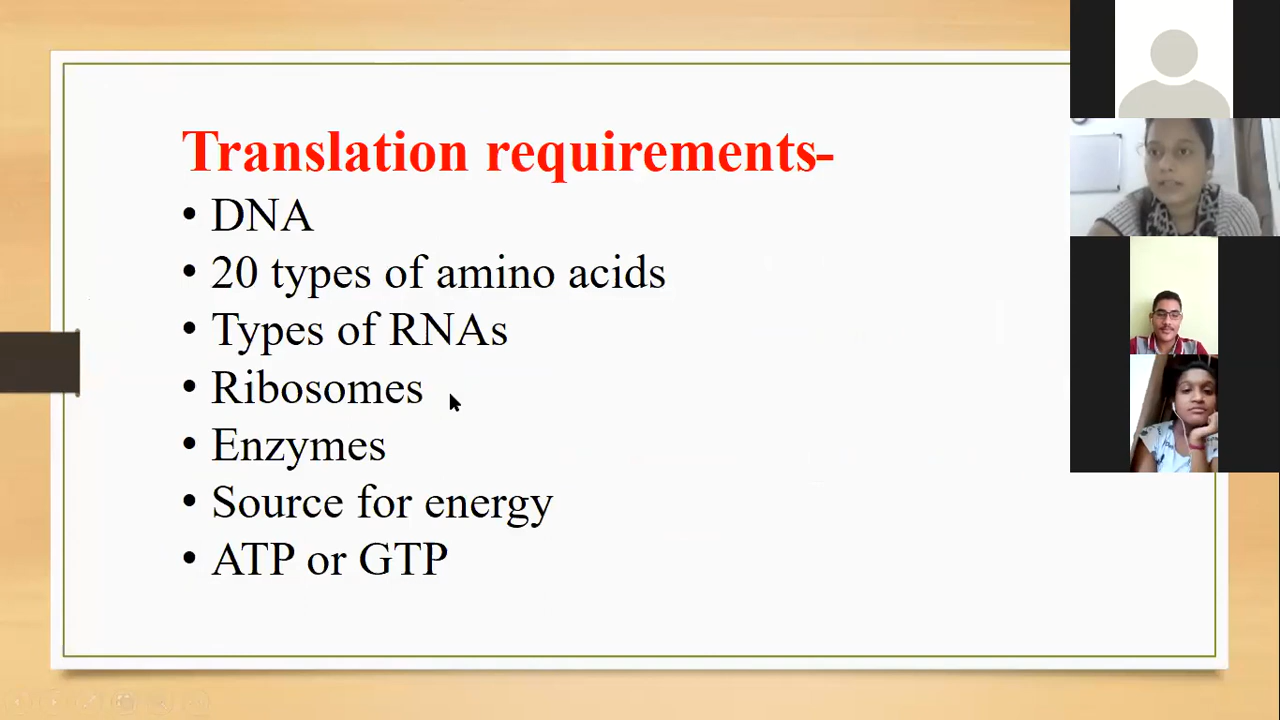 Translation requirements-
• DNA
• 20 types of amino acids
• Types of RNAs
• Ribosomes
• Enzymes
• Source for energy
• ATP or GTP